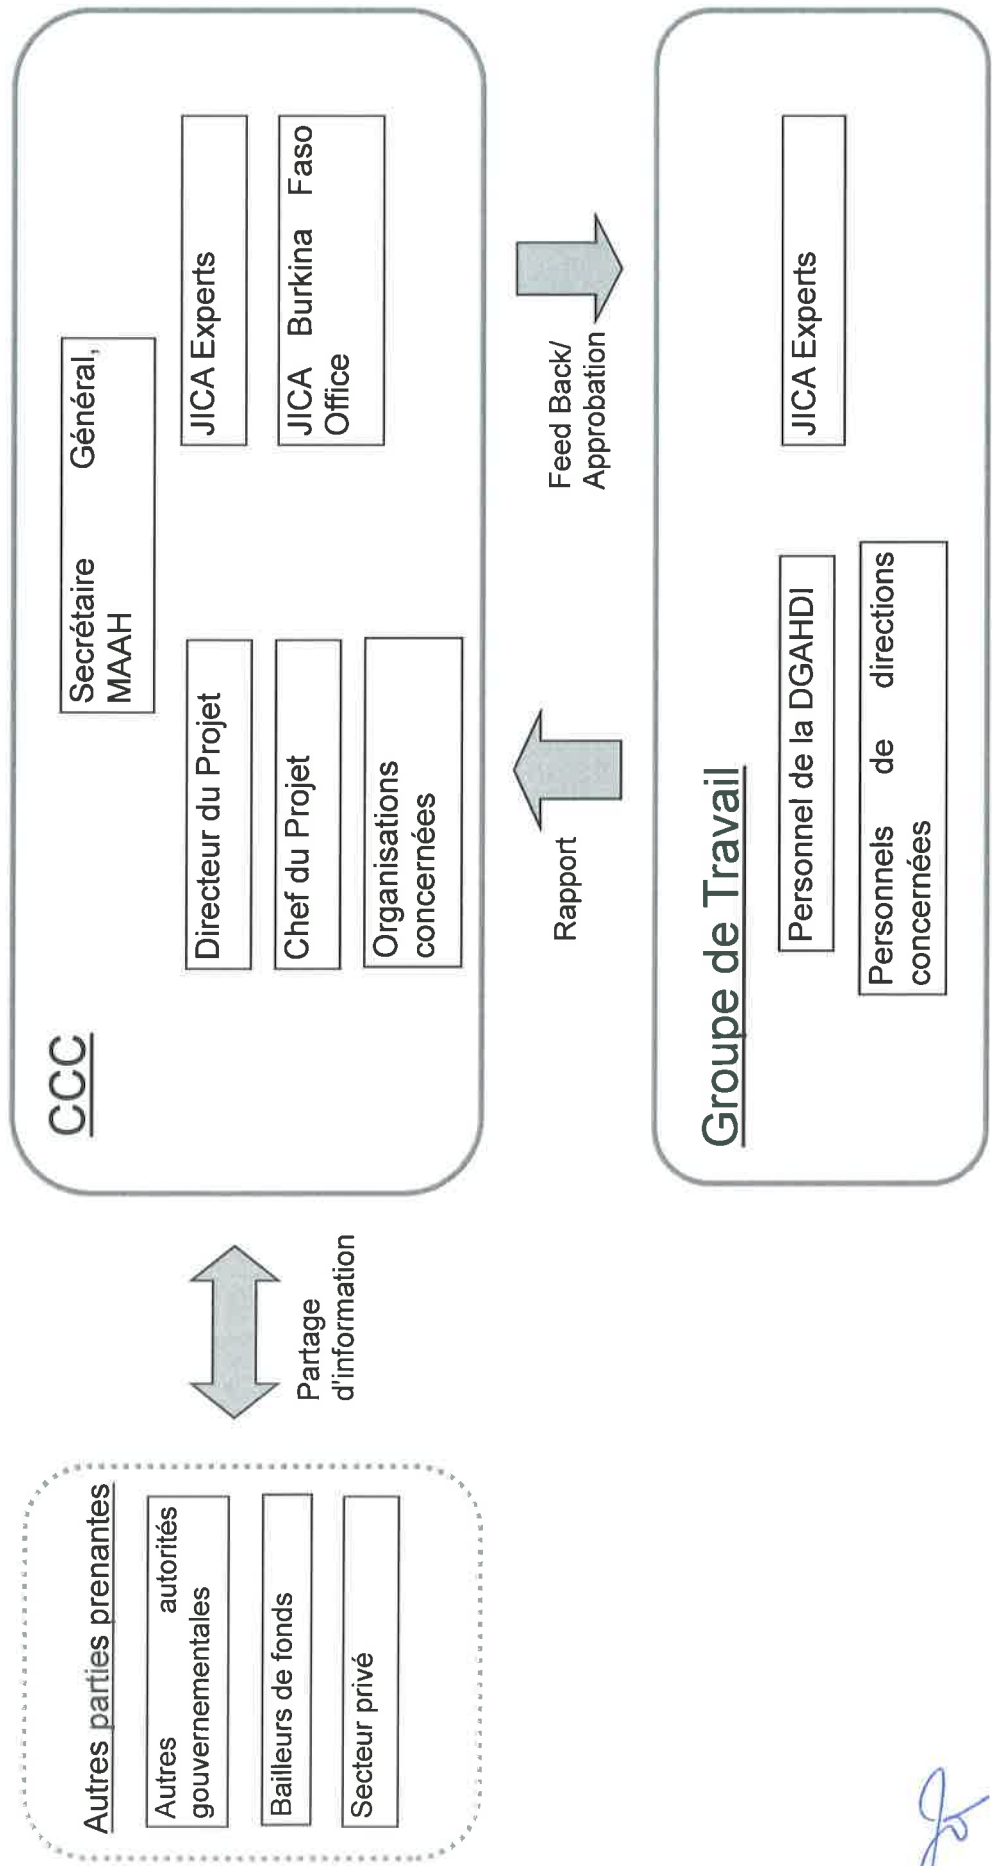 Autres parties prenantes
Autres autorités
gouvernementales
Bailleurs de fonds
Secteur privé
Partage
d'information
CCC
Secrétaire Général,
MAAH
Directeur du Projet
Chef du Projet
Organisations
concernées
JICA Experts
JICA Burkina Faso
Office
Rapport
Feed Back/
Approbation
Groupe de Travail
Personnel de la DGAHDI
Personnels de directions
concernées
JICA Experts